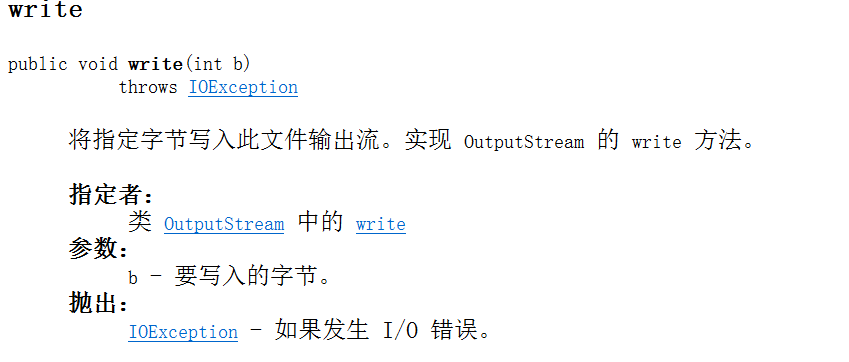 write
public void write(int b)
throws IOException
将指定字节写入此文件输出流。实现 OutputStream 的 write 方法。
指定者：
类 OutputStream 中的 write
参数：
b - 要写入的字节。
抛出：
IOException - 如果发生 I/O 错误。